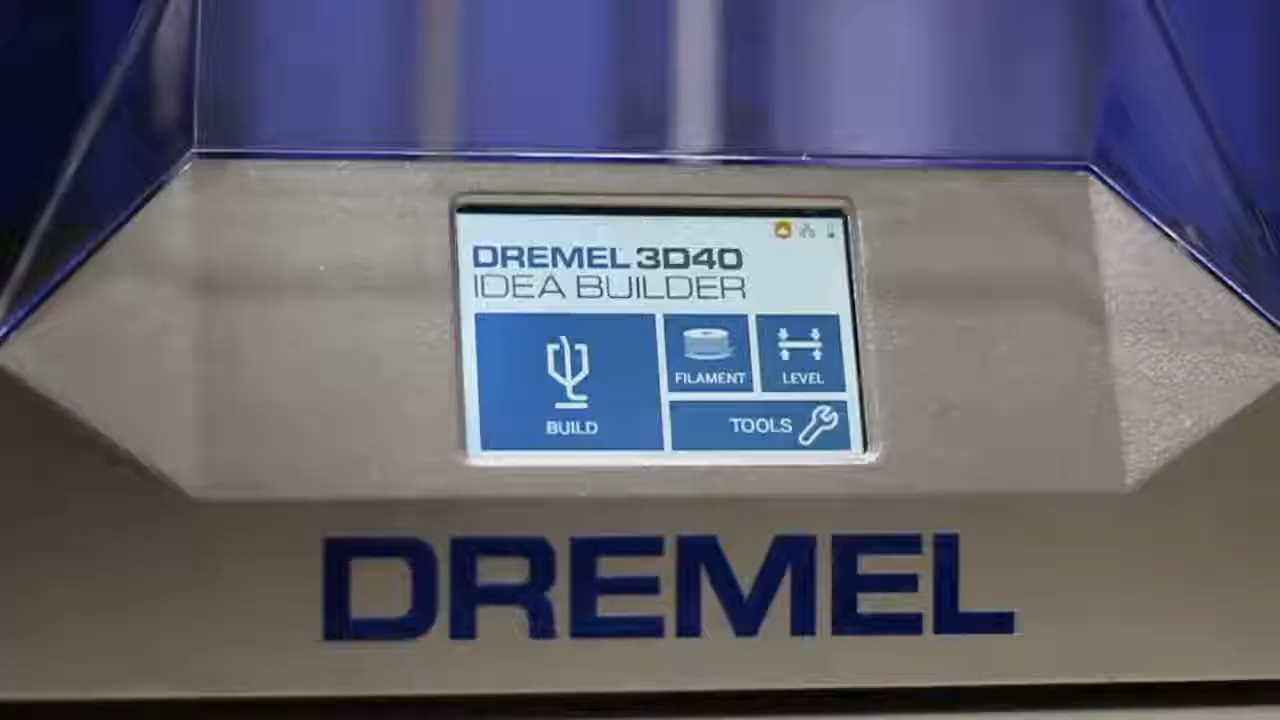 DREMEL 3D40
IDEA BUILDER
BUILD
FILAMENT
LEVEL
TOOLS
DREMEL